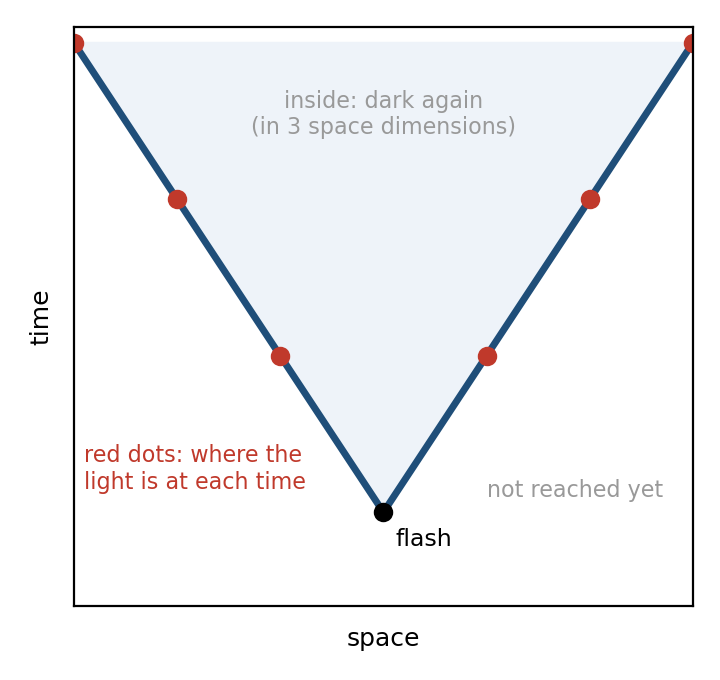 inside: dark again
(in 3 space dimensions)
time
red dots: where the
light is at each time
not reached yet
flash
space